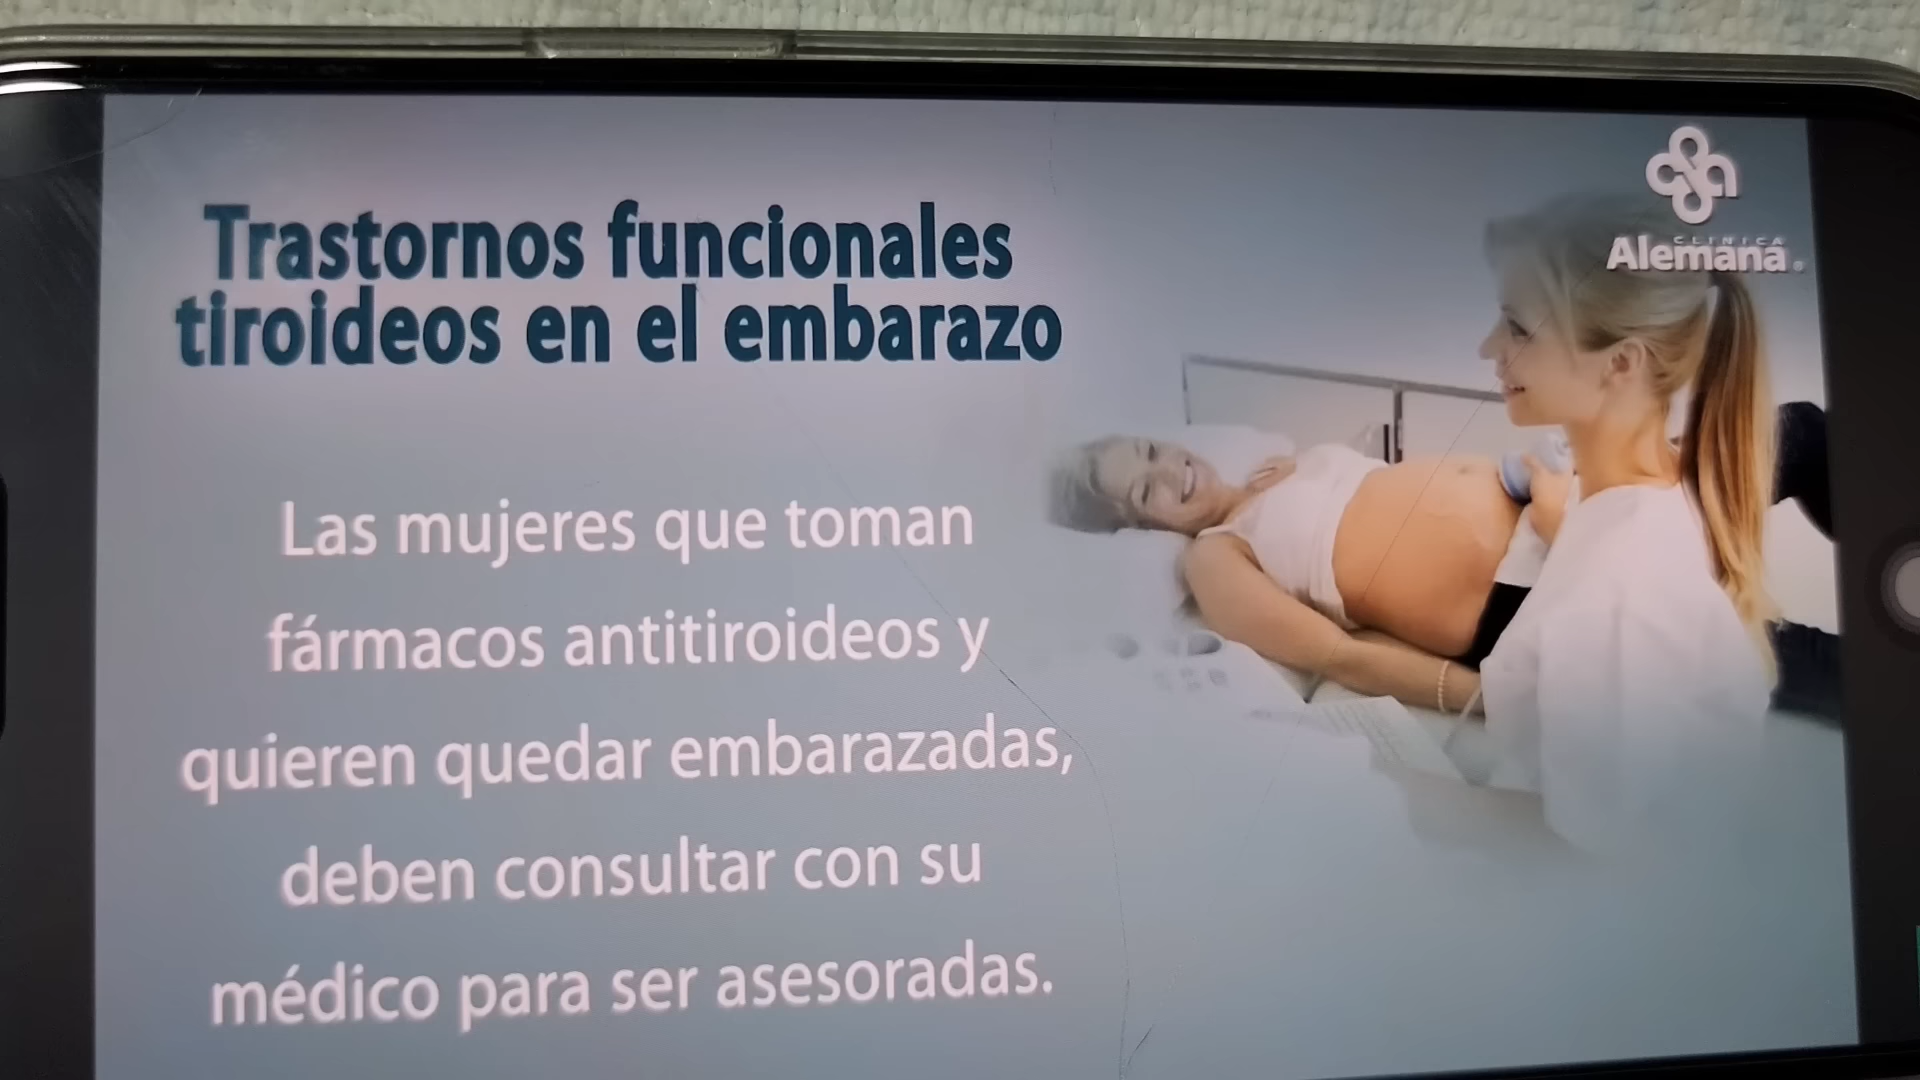 Trastornos funcionales
tiroideos en el embarazo
CLINICA
Alemana
Las mujeres que toman
fármacos antitiroideos y
quieren quedar embarazadas,
deben consultar con su
médico para ser asesoradas.